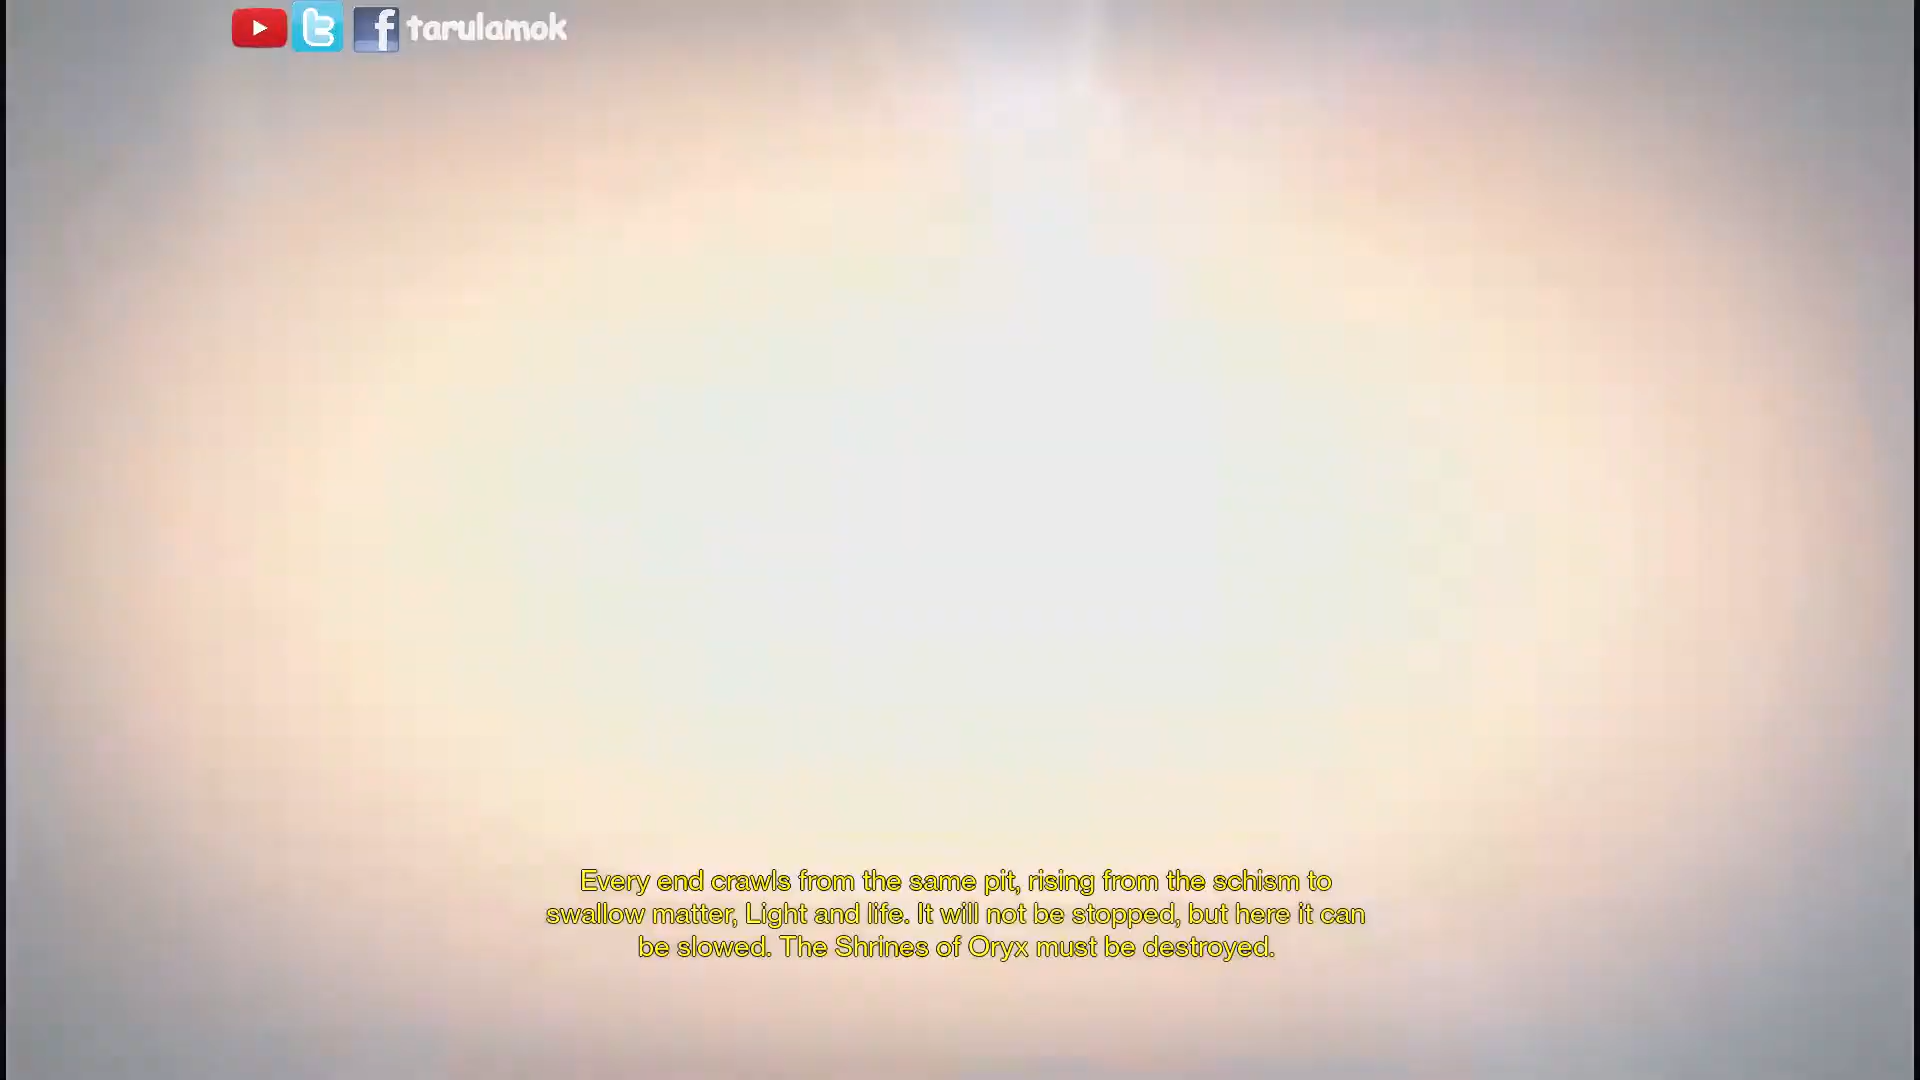 tarulamok
Every end crawls from the same pit, rising from the schism to
swallow matter, Light and life. It will not be stopped, but here it can
be slowed. The Shrines of Oryx must be destroyed.